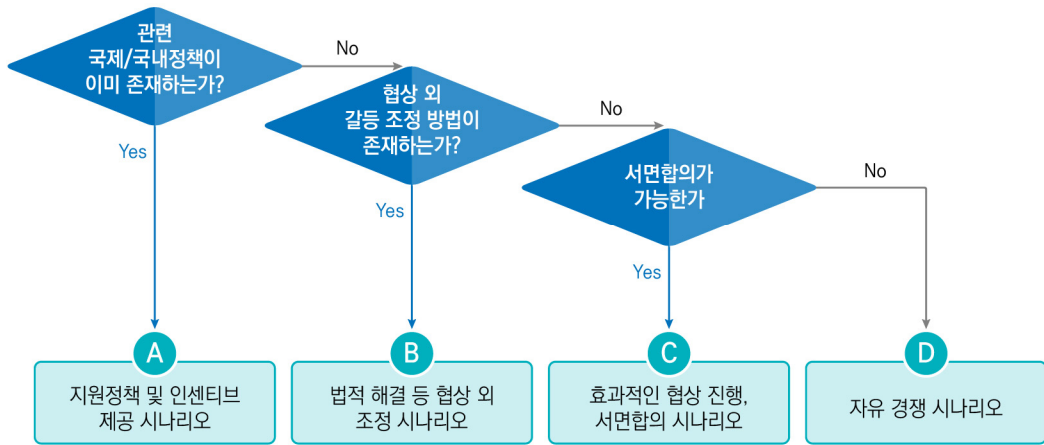 관련
국제/국내정책이
이미 존재하는가?
No
협상 외
갈등 조정 방법이
존재하는가?
No
서면합의가
가능한가
No
Yes
Yes
Yes
A
지원정책 및 인센티브
제공 시나리오
B
법적 해결 등 협상 외
조정 시나리오
C
효과적인 협상 진행,
서면합의 시나리오
D
자유 경쟁 시나리오